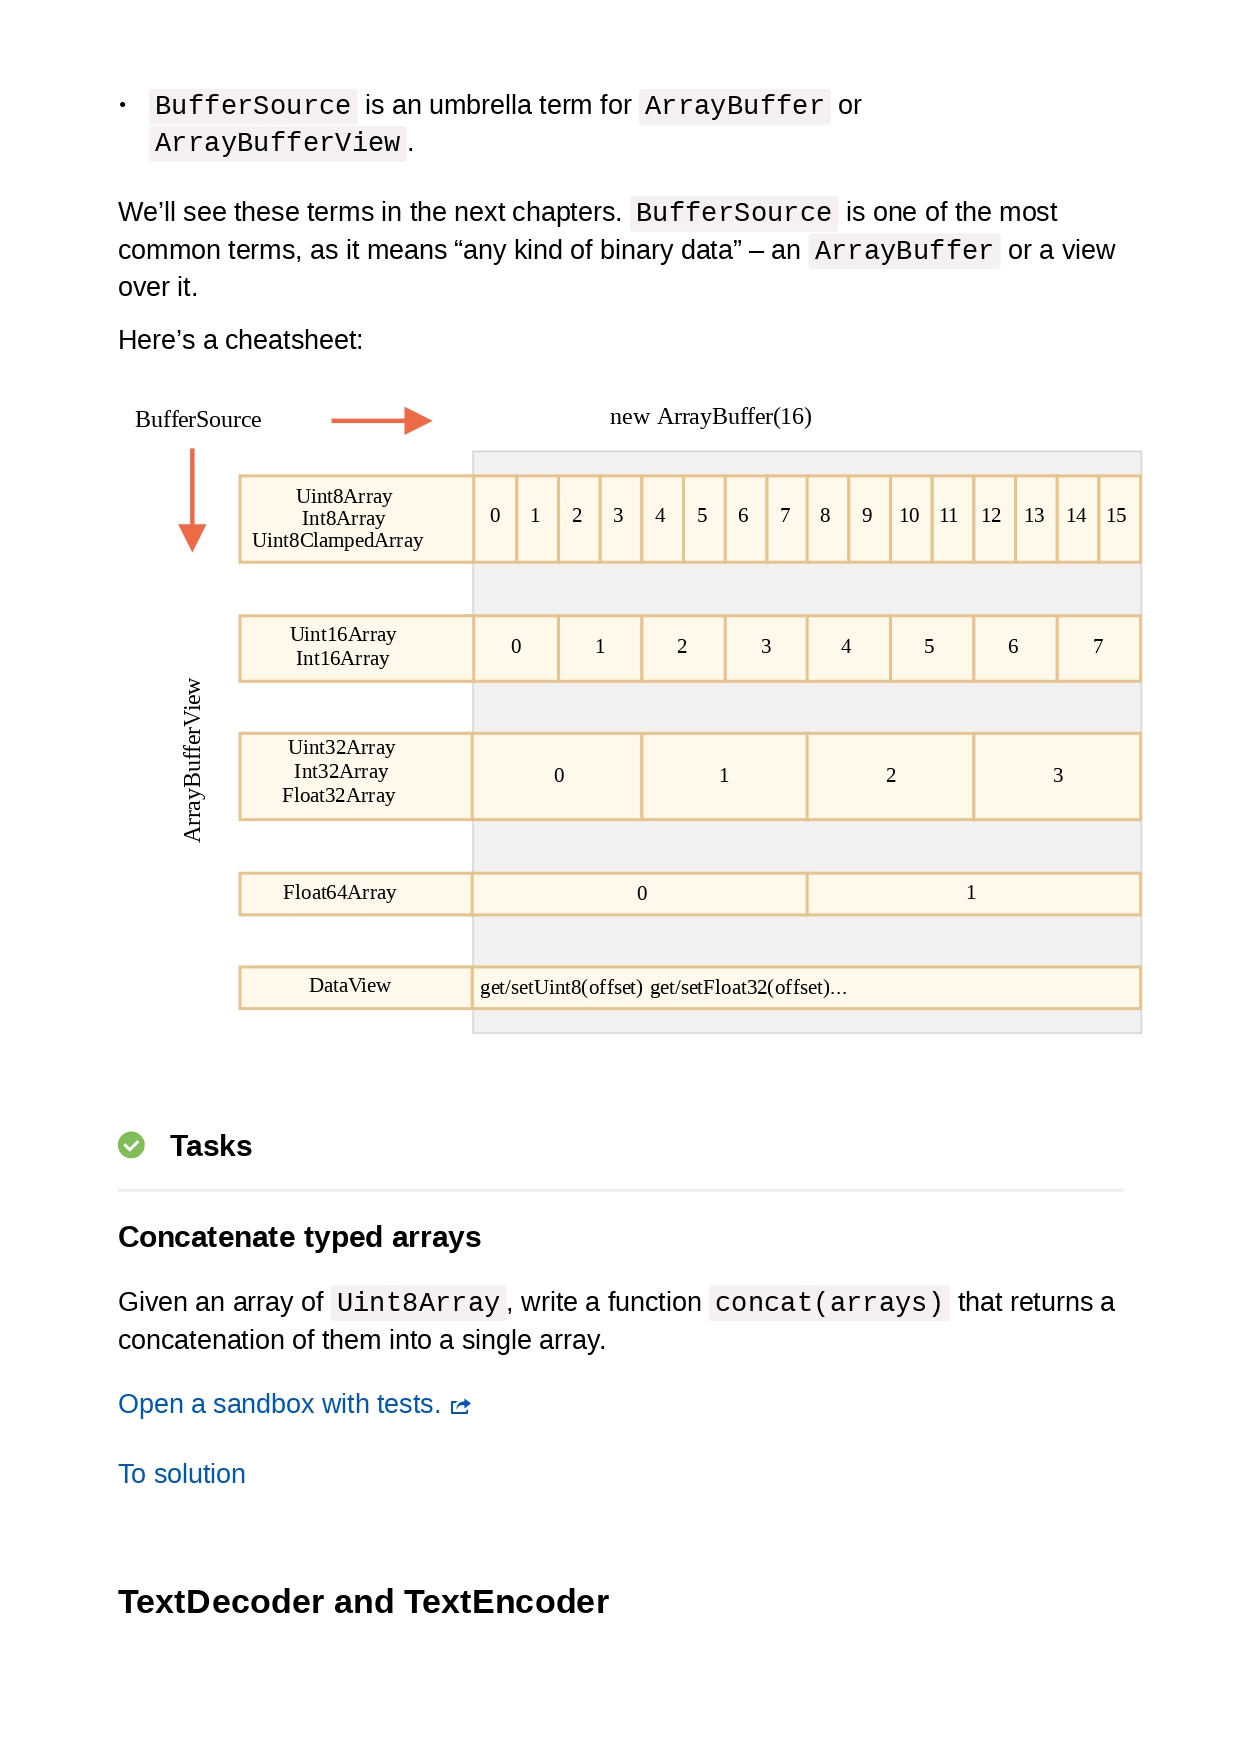 • BufferSource is an umbrella term for ArrayBuffer or
ArrayBufferView.
We’ll see these terms in the next chapters. BufferSource is one of the most
common terms, as it means “any kind of binary data” – an ArrayBuffer or a view
over it.
Here’s a cheatsheet:
BufferSource
new ArrayBuffer(16)
Uint8Array
Int8Array
Uint8ClampedArray
0 1 2 3 4 5 6 7 8 9 10 11 12 13 14 15
Uint16Array
Int16Array
0 1 2 3 4 5 6 7
ArrayBufferView
Uint32Array
Int32Array
Float32Array
0 1 2 3
Float64Array
0 1
DataView
get/setUint8(offset) get/setFloat32(offset)...
Tasks
Concatenate typed arrays
Given an array of Uint8Array, write a function concat(arrays) that returns a
concatenation of them into a single array.
Open a sandbox with tests.
To solution
TextDecoder and TextEncoder